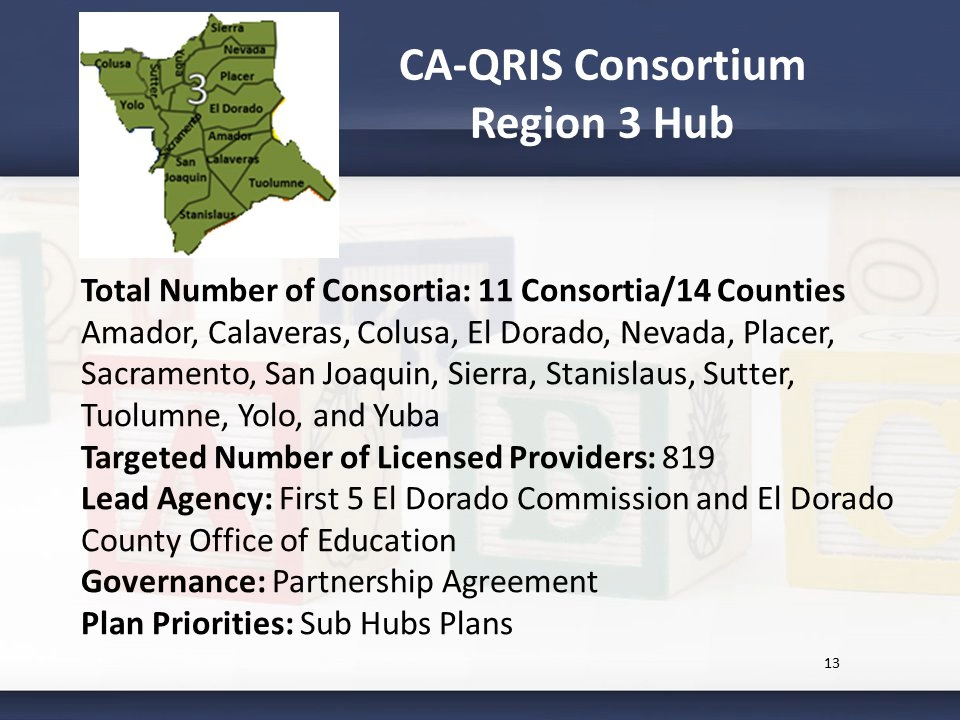 CA-QRIS Consortium
Region 3 Hub
Sierra
Nevada
Colusa
Sutter
Yuba
Placer
3
Yolo
El Dorado
Sacramento
Amador
San
Joaquin
Calaveras
Tuolumne
Stanislaus
Total Number of Consortia: 11 Consortia/14 Counties
Amador, Calaveras, Colusa, El Dorado, Nevada, Placer,
Sacramento, San Joaquin, Sierra, Stanislaus, Sutter,
Tuolumne, Yolo, and Yuba
Targeted Number of Licensed Providers: 819
Lead Agency: First 5 El Dorado Commission and El Dorado
County Office of Education
Governance: Partnership Agreement
Plan Priorities: Sub Hubs Plans
13
A
B
C